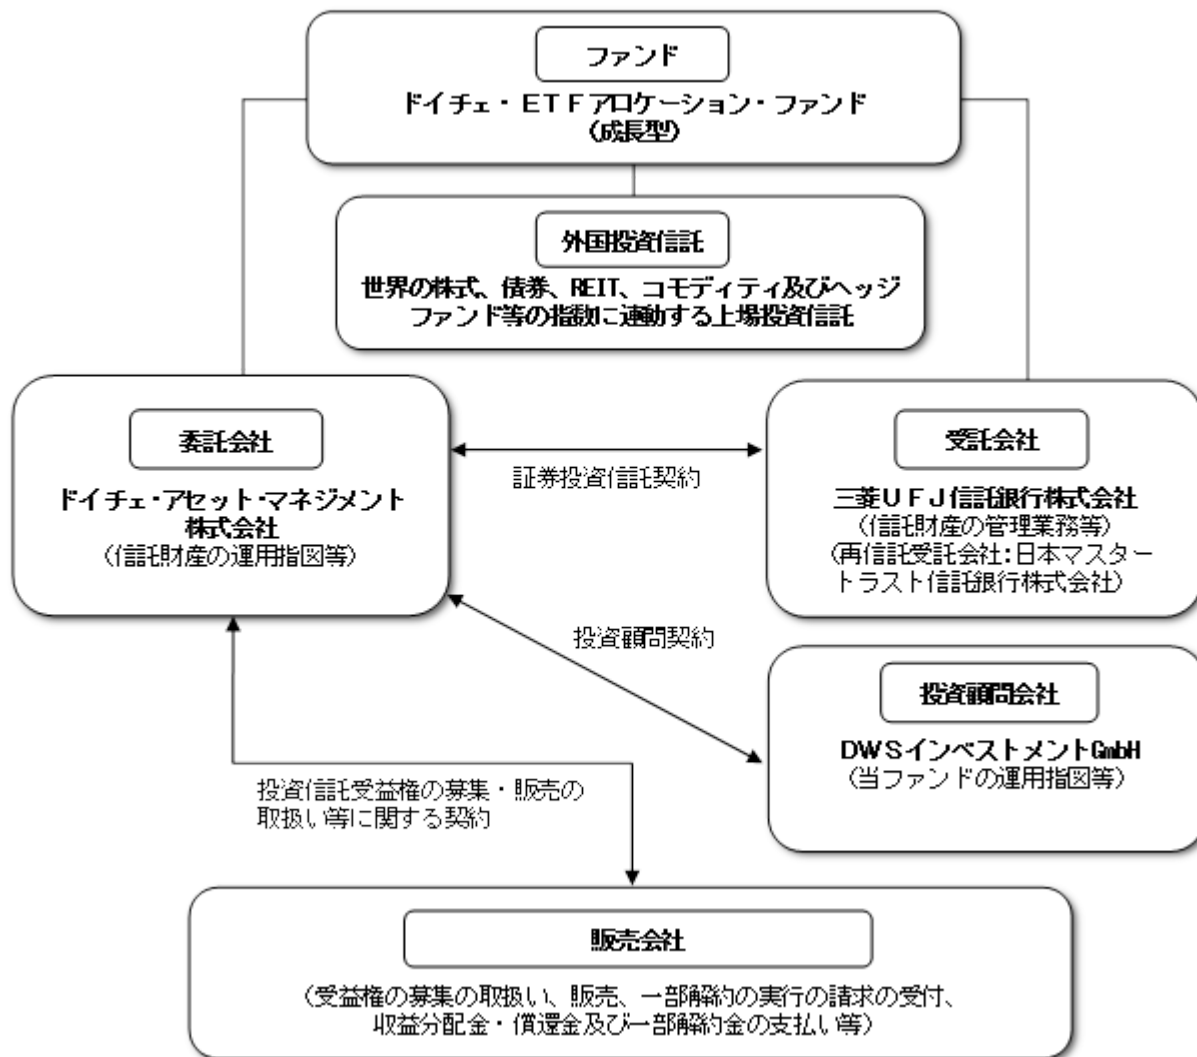 ファンド
ドイチェ・ETFアロケーション・ファンド
(成長型)
外国投資信託
世界の株式、債券、REIT、コモディティ及びヘッジ
ファンド等の指数に連動する上場投資信託
委託会社
ドイチェ・アセット・マネジメント
株式会社
(信託財産の運用指図等)
証券投資信託契約
受託会社
三菱UFJ信託銀行株式会社
(信託財産の管理業務等)
(再信託受託会社:日本マスター
トラスト信託銀行株式会社)
投資顧問契約
投資顧問会社
DWSインベストメントGmbH
(当ファンドの運用指図等)
投資信託受益権の募集・販売の
取扱い等に関する契約
販売会社
(受益権の募集の取扱い、販売、一部解約の実行の請求の受付、
収益分配金・償還金及び一部解約金の支払い等)